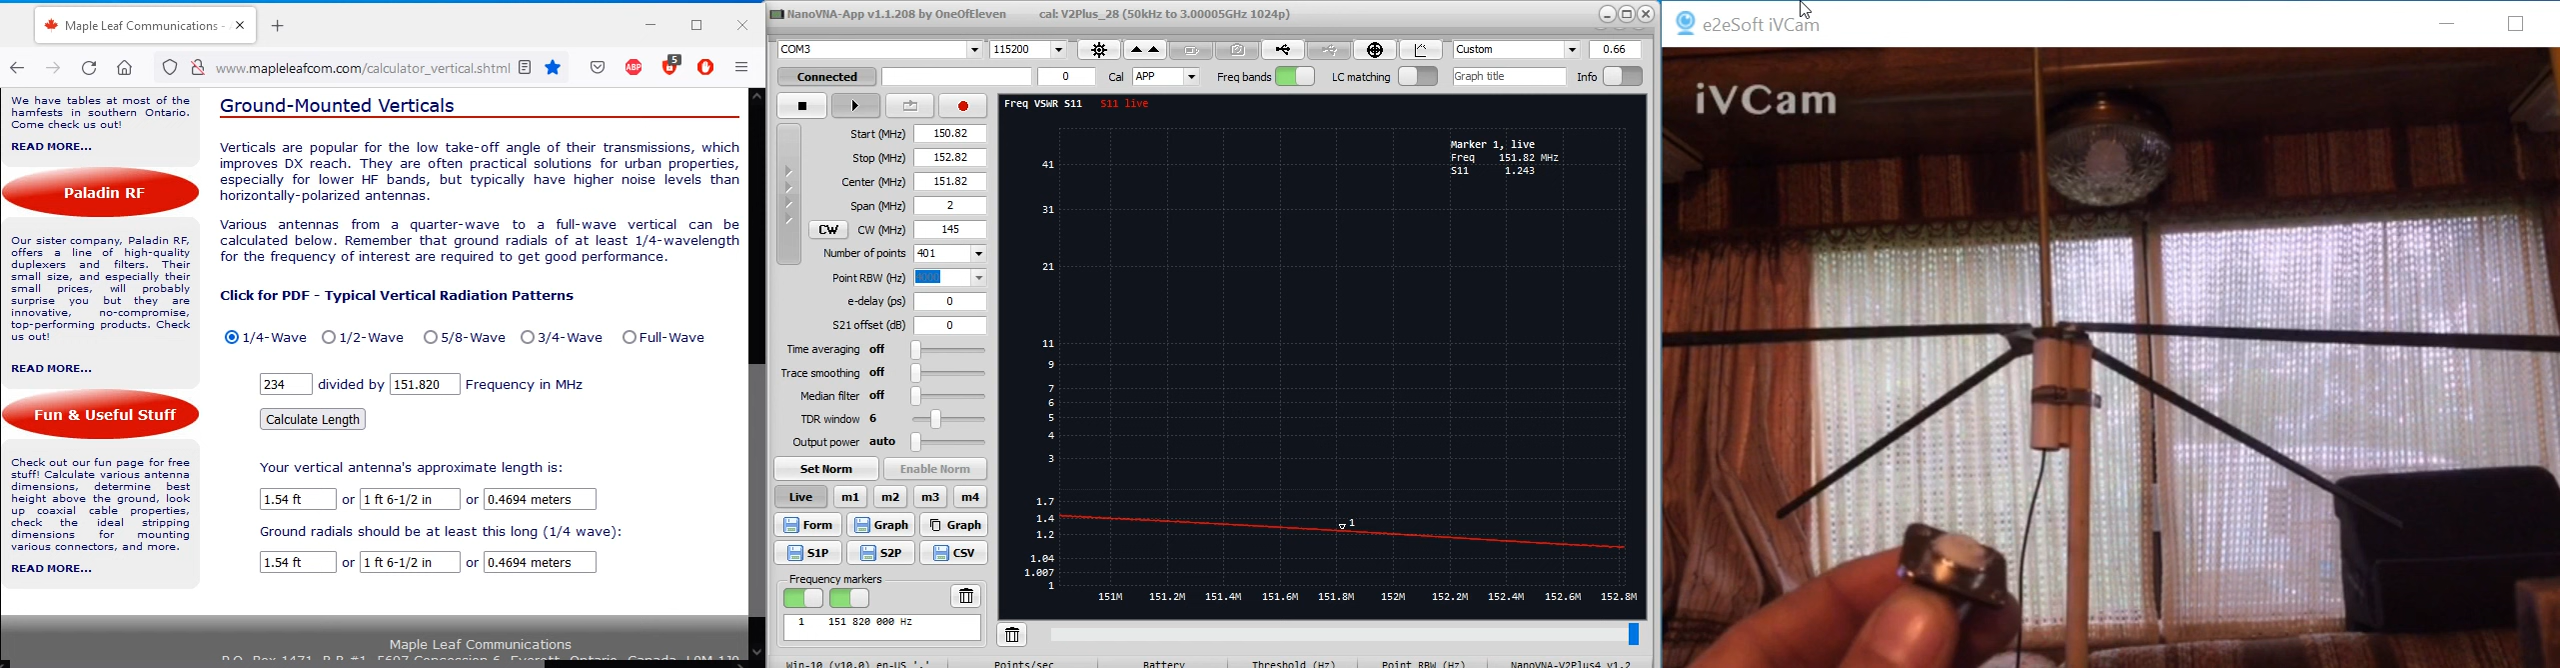 Maple Leaf Communications -
www.mapleleafcom.com/calculator_vertical.shtml
ABP
5
We have tables at most of the
hamfests in southern Ontario.
Come check us out!
READ MORE...
Paladin RF
Our sister company, Paladin RF,
offers a line of high-quality
duplexers and filters. Their
small size, and especially their
small prices, will probably
surprise you but they are
innovative, no-compromise,
top-performing products. Check
us out!
READ MORE...
Fun & Useful Stuff
Check out our fun page for free
stuff! Calculate various antenna
dimensions, determine best
height above the ground, look
up coaxial cable properties,
check the ideal stripping
dimensions for mounting
various connectors, and more.
READ MORE...
Ground-Mounted Verticals
Verticals are popular for the low take-off angle of their transmissions, which
improves DX reach. They are often practical solutions for urban properties,
especially for lower HF bands, but typically have higher noise levels than
horizontally-polarized antennas.
Various antennas from a quarter-wave to a full-wave vertical can be
calculated below. Remember that ground radials of at least 1/4-wavelength
for the frequency of interest are required to get good performance.
Click for PDF - Typical Vertical Radiation Patterns
1/4-Wave 1/2-Wave 5/8-Wave 3/4-Wave Full-Wave
234 divided by 151.820 Frequency in MHz
Calculate Length
Your vertical antenna's approximate length is:
1.54 ft or 1 ft 6-1/2 in or 0.4694 meters
Ground radials should be at least this long (1/4 wave):
1.54 ft or 1 ft 6-1/2 in or 0.4694 meters
Maple Leaf Communications
NanoVNA-App v1.1.208 by OneOfEleven cal: V2Plus_28 (50kHz to 3.00005GHz 1024p)
COM3 115200 Custom 0.66
Connected 0 Cal APP Freq bands LC matching Graph title Info
Start (MHz) 150.82
Stop (MHz) 152.82
Center (MHz) 151.82
Span (MHz) 2
CW CW (MHz) 145
Number of points 401
Point RBW (Hz)
e-delay (ps) 0
S21 offset (dB) 0
Time averaging off
Trace smoothing off
Median filter off
TDR window 6
Output power auto
Set Norm Enable Norm
Live m1 m2 m3 m4
Form Graph Graph
S1P S2P CSV
Frequency markers
1 151 820 000 Hz
Freq VSWR S11 S11 live
Marker 1, live
Freq 151.82 MHz
S11 1.243
41
31
21
11
9
7
6
5
4
3
1.7
1.4
1.2
1.04
1.007
1
1
151M 151.2M 151.4M 151.6M 151.8M 152M 152.2M 152.4M 152.6M 152.8M
Win-10 (v10.0) en-US '.' Points/sec Battery Threshold (Hz) Point RBW (Hz) NanoVNA-V2Plus4 v1.2
e2eSoft iVCam
iVCam